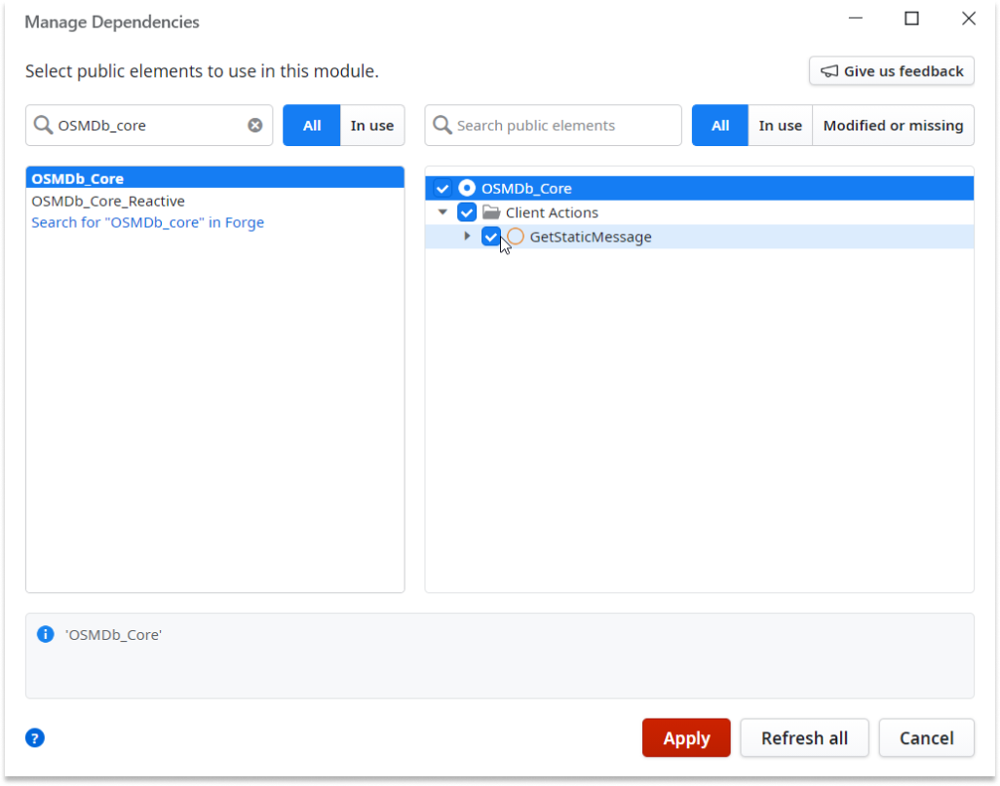 Manage Dependencies
Select public elements to use in this module.
Give us feedback
OSMDb_core
All
In use
Search public elements
All
In use
Modified or missing
OSMDb_Core
OSMDb_Core_Reactive
Search for "OSMDb_core" in Forge
OSMDb_Core
Client Actions
GetStaticMessage
'OSMDb_Core'
Apply
Refresh all
Cancel